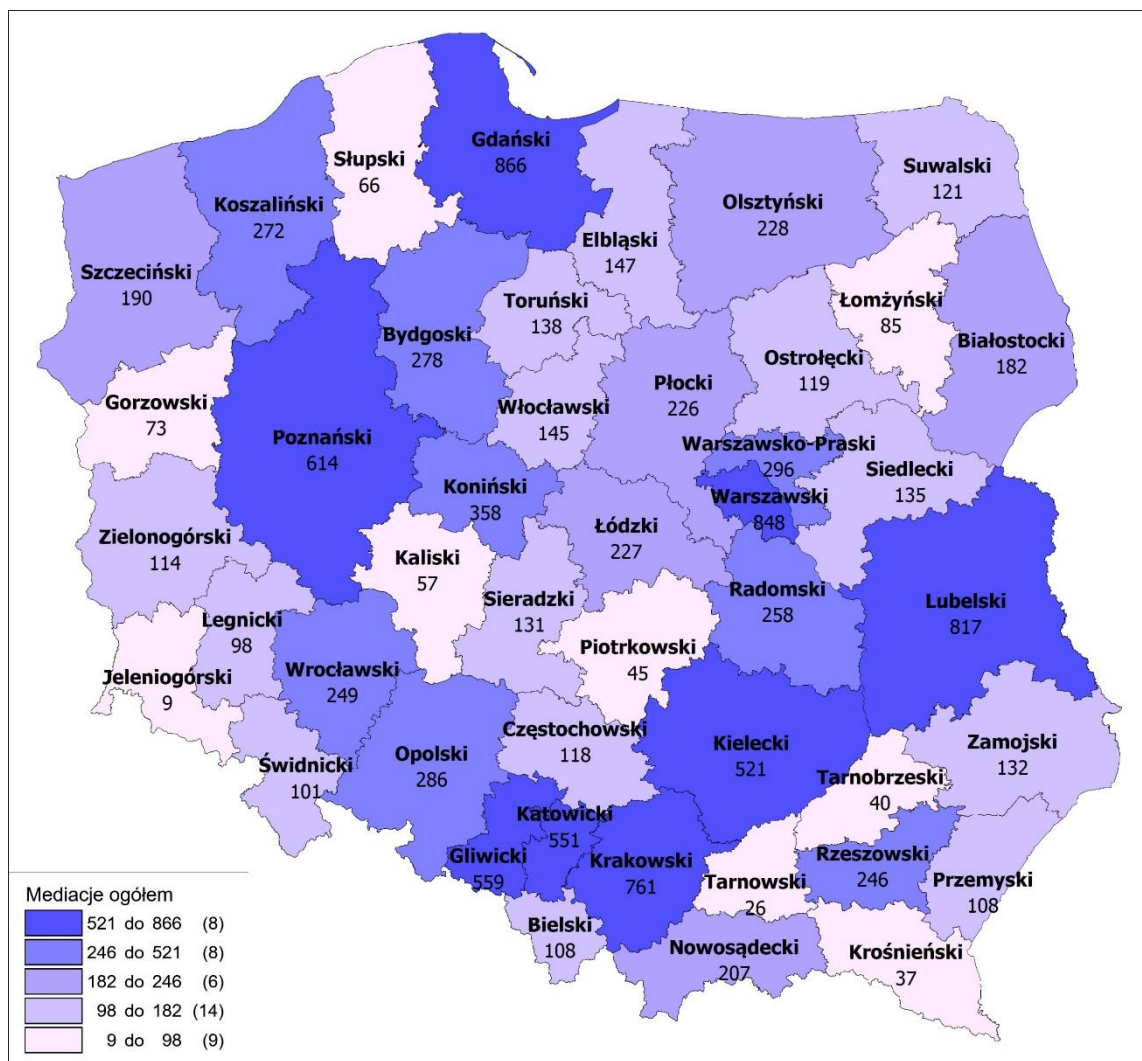 Gdański
866
Słupski
66
Suwalski
121
Koszaliński
272
Olsztyński
228
Elbląski
147
Szczeciński
190
Toruński
138
Łomżyński
85
Bydgoski
278
Białostocki
182
Ostrołęcki
119
Płocki
226
Gorzowski
73
Włocławski
145
Poznański
614
Warszawsko-Praski
296
Siedlecki
135
Koniński
358
Warszawski
848
Łódzki
227
Zielonogórski
114
Kaliski
57
Radomski
258
Lubelski
817
Sieradzki
131
Legnicki
98
Piotrkowski
45
Wrocławski
249
Jeleniogórski
9
Częstochowski
118
Kielecki
521
Zamojski
132
Opolski
286
Świdnicki
101
Tarnobrzeski
40
Katowicki
551
Gliwicki
559
Krakowski
761
Rzeszowski
246
Tarnowski
26
Przemyski
108
Bielski
108
Nowosądecki
207
Krośnieński
37
Mediacje ogółem
521 do 866 (8)
246 do 521 (8)
182 do 246 (6)
98 do 182 (14)
9 do 98 (9)